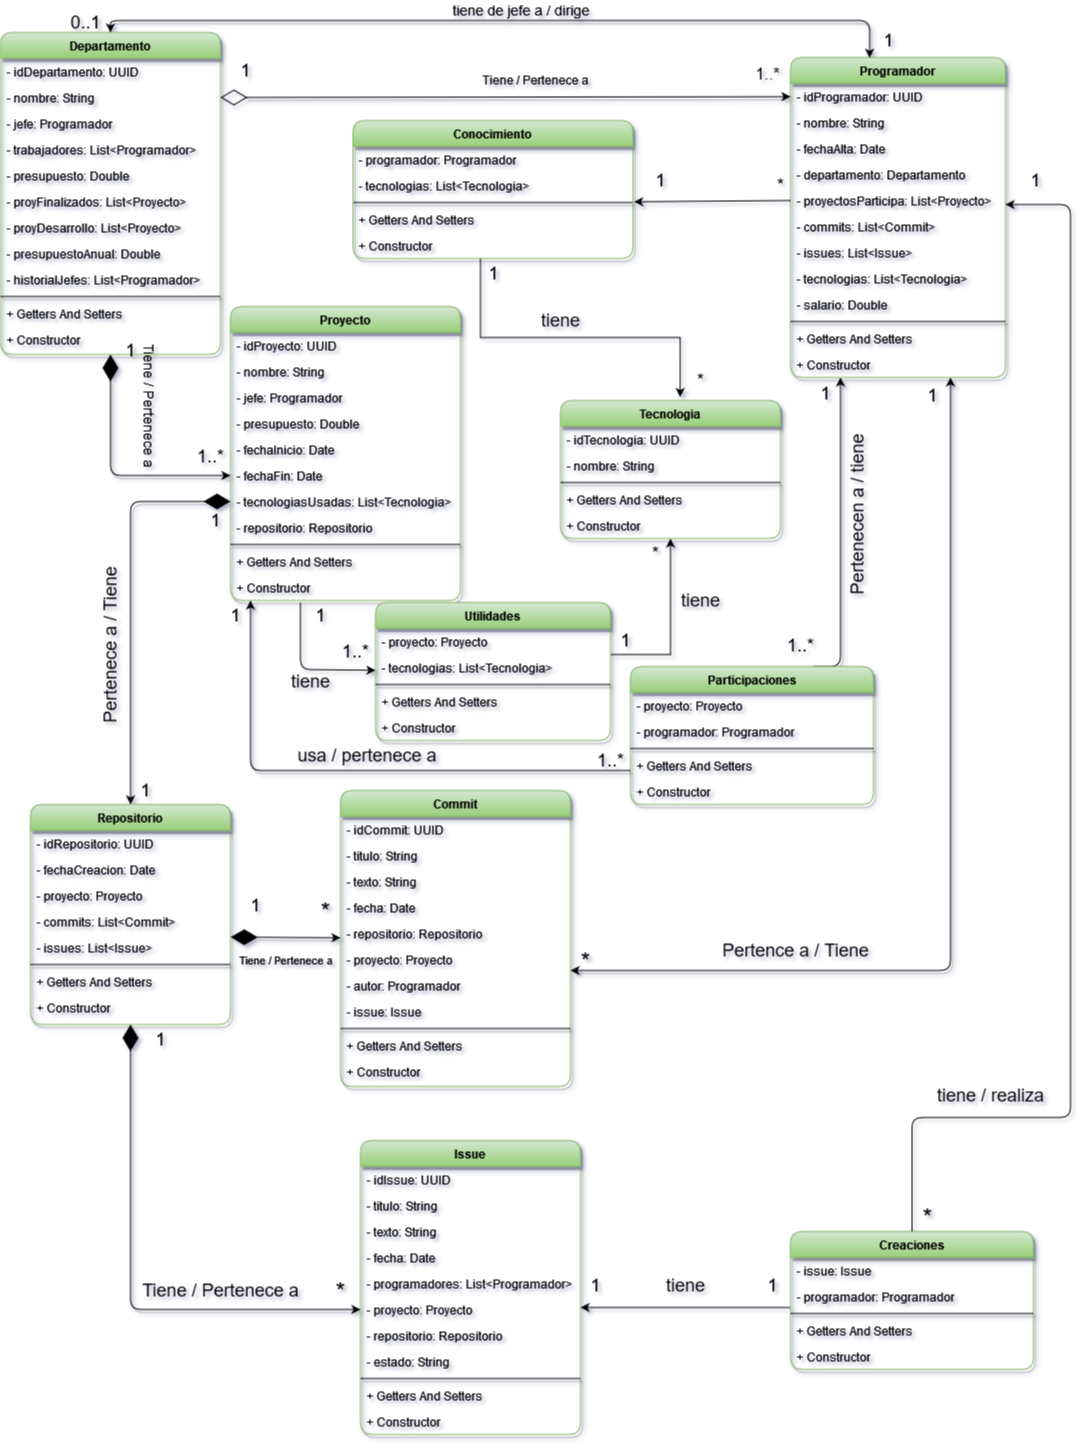 tiene de jefe a / dirige
0..1
1
Departamento
- idDepartamento: UUID
- nombre: String
- jefe: Programador
- trabajadores: List<Programador>
- presupuesto: Double
- proyFinalizados: List<Proyecto>
- proyDesarrollo: List<Proyecto>
- presupuestoAnual: Double
- historialJefes: List<Programador>
+ Getters And Setters
+ Constructor
1
Tiene / Pertenece a
1..*
Programador
- idProgramador: UUID
- nombre: String
- fechaAlta: Date
- departamento: Departamento
- proyectosParticipa: List<Proyecto>
- commits: List<Commit>
- issues: List<Issue>
- tecnologias: List<Tecnologia>
- salario: Double
+ Getters And Setters
+ Constructor
Conocimiento
- programador: Programador
- tecnologias: List<Tecnologia>
+ Getters And Setters
+ Constructor
1
*
1
1
tiene
*
Proyecto
- idProyecto: UUID
- nombre: String
- jefe: Programador
- presupuesto: Double
- fechaInicio: Date
- fechaFin: Date
- tecnologiasUsadas: List<Tecnologia>
- repositorio: Repositorio
+ Getters And Setters
+ Constructor
1
Tiene / Pertenece a
1..*
1
Tecnologia
- idTecnologia: UUID
- nombre: String
+ Getters And Setters
+ Constructor
*
tiene
1
1
1
Pertenecen a / tiene
1..*
Pertenece a / Tiene
1
1
1
1..*
tiene
Utilidades
- proyecto: Proyecto
- tecnologias: List<Tecnologia>
+ Getters And Setters
+ Constructor
Participaciones
- proyecto: Proyecto
- programador: Programador
+ Getters And Setters
+ Constructor
usa / pertenece a
1..*
Repositorio
- idRepositorio: UUID
- fechaCreacion: Date
- proyecto: Proyecto
- commits: List<Commit>
- issues: List<Issue>
+ Getters And Setters
+ Constructor
1
*
Tiene / Pertenece a
Commit
- idCommit: UUID
- titulo: String
- texto: String
- fecha: Date
- repositorio: Repositorio
- proyecto: Proyecto
- autor: Programador
- issue: Issue
+ Getters And Setters
+ Constructor
*
Pertence a / Tiene
1
tiene / realiza
*
Issue
- idIssue: UUID
- titulo: String
- texto: String
- fecha: Date
- programadores: List<Programador>
- proyecto: Proyecto
- repositorio: Repositorio
- estado: String
+ Getters And Setters
+ Constructor
Tiene / Pertenece a
*
1
tiene
1
Creaciones
- issue: Issue
- programador: Programador
+ Getters And Setters
+ Constructor